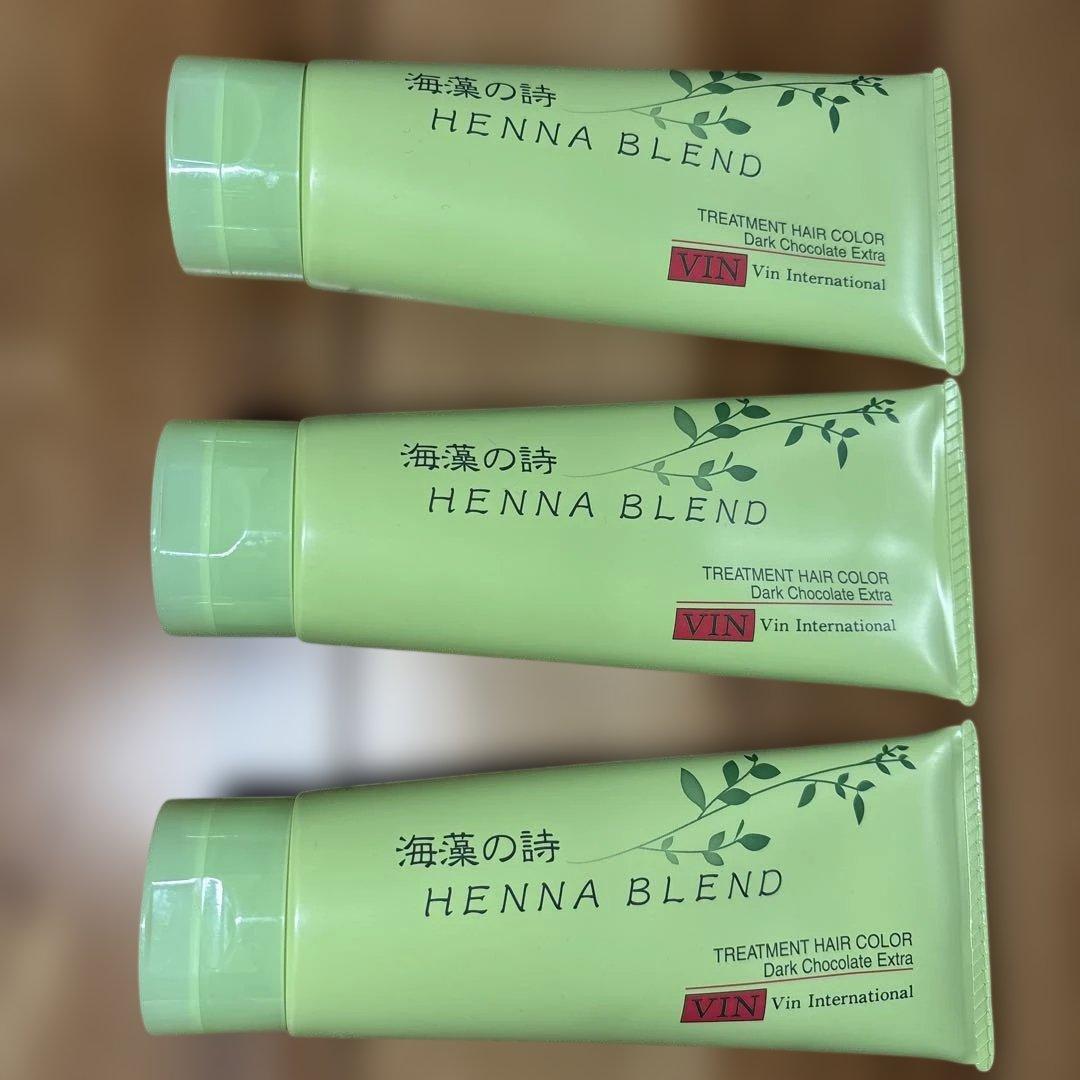 海藻の詩
HENNA BLEND
TREATMENT HAIR COLOR
Dark Chocolate Extra
VIN Vin International
海藻の詩
HENNA BLEND
TREATMENT HAIR COLOR
Dark Chocolate Extra
VIN Vin International
海藻の詩
HENNA BLEND
TREATMENT HAIR COLOR
Dark Chocolate Extra
VIN Vin International